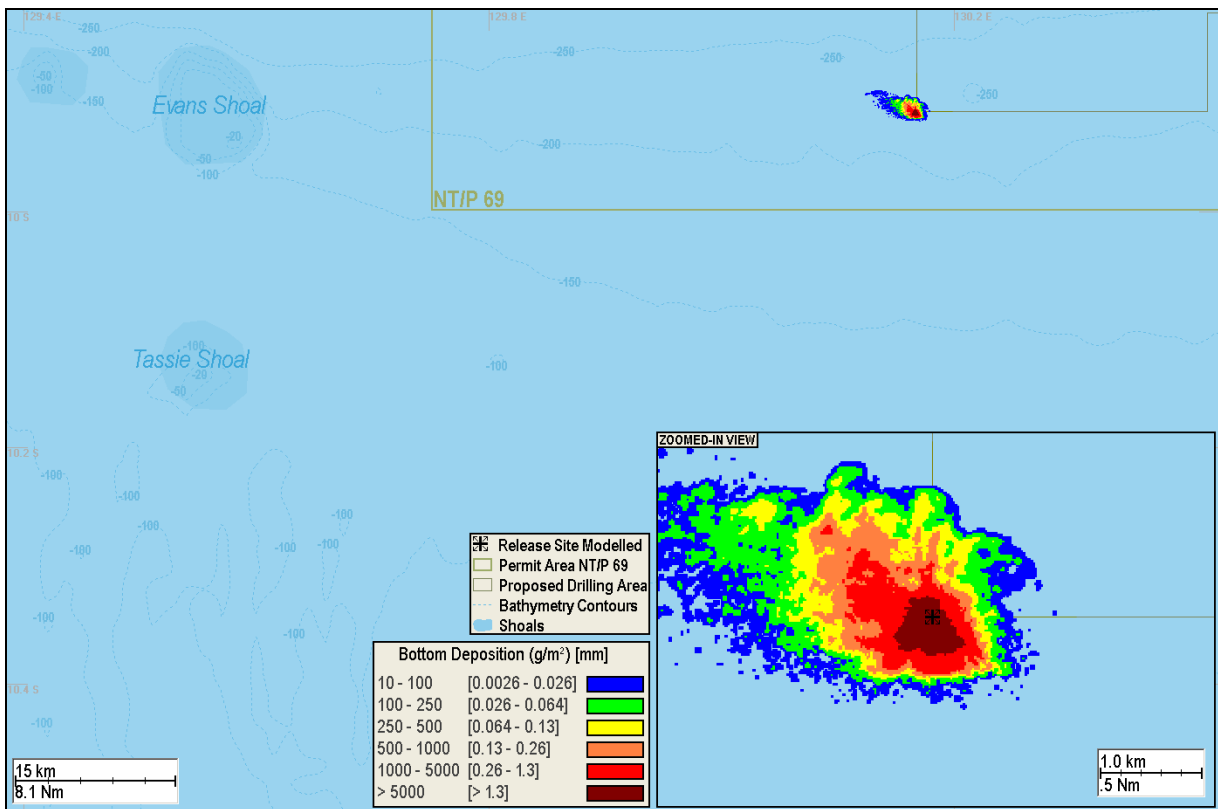 129.4 E
129.8 E
130.2 E
-250
-200
-250
-250
-250
-50
-100
-150
Evans Shoal
-20
-50
-100
-200
NT/P 69
10 S
-150
-100
Tassie Shoal
-20
-50
-100
ZOOMED-IN VIEW
10.2 S
-100
-100
-100
-100
-100
-100
-100
-100
-100
Release Site Modelled
Permit Area NT/P 69
Proposed Drilling Area
Bathymetry Contours
Shoals
Bottom Deposition (g/m²) [mm]
10 - 100 [0.0026 - 0.026]
100 - 250 [0.026 - 0.064]
250 - 500 [0.064 - 0.13]
500 - 1000 [0.13 - 0.26]
1000 - 5000 [0.26 - 1.3]
> 5000 [> 1.3]
10.4 S
-100
15 km
8.1 Nm
1.0 km
.5 Nm